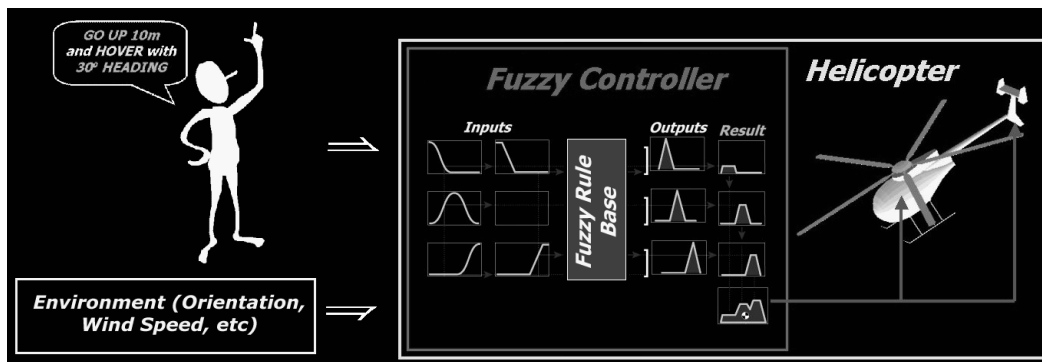 GO UP 10m
and HOVER with
30º HEADING
Fuzzy Controller
Helicopter
Inputs
Outputs
Result
Fuzzy Rule
Base
Environment (Orientation,
Wind Speed, etc)